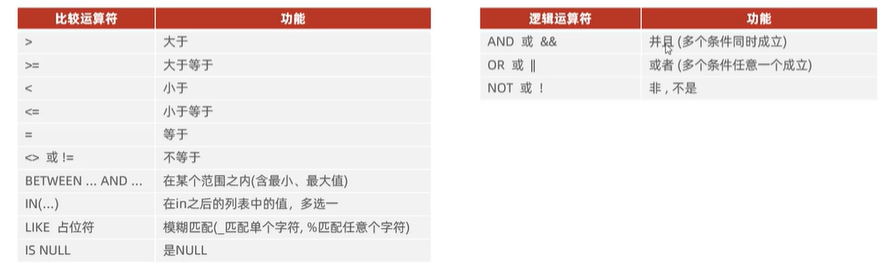 比较运算符 功能
> 大于
>= 大于等于
< 小于
<= 小于等于
= 等于
<> 或 != 不等于
BETWEEN ... AND ... 在某个范围之内(含最小、最大值)
IN(...) 在in之后的列表中的值，多选一
LIKE 占位符 模糊匹配(_匹配单个字符, %匹配任意个字符)
IS NULL 是NULL
逻辑运算符 功能
AND 或 && 并且 (多个条件同时成立)
OR 或 || 或者 (多个条件任意一个成立)
NOT 或 ! 非 , 不是